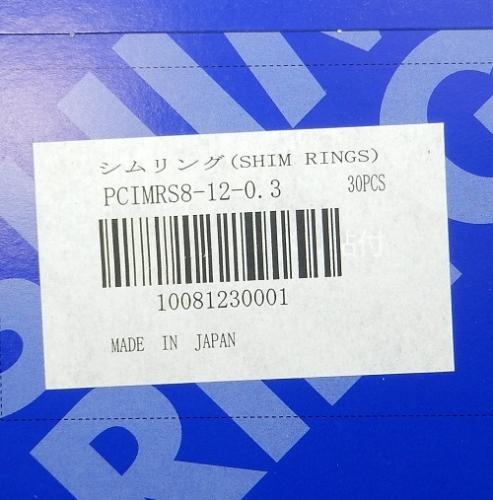 シムリング(SHIM RINGS)
PCIMRS8-12-0.3 30PCS
10081230001
MADE IN JAPAN